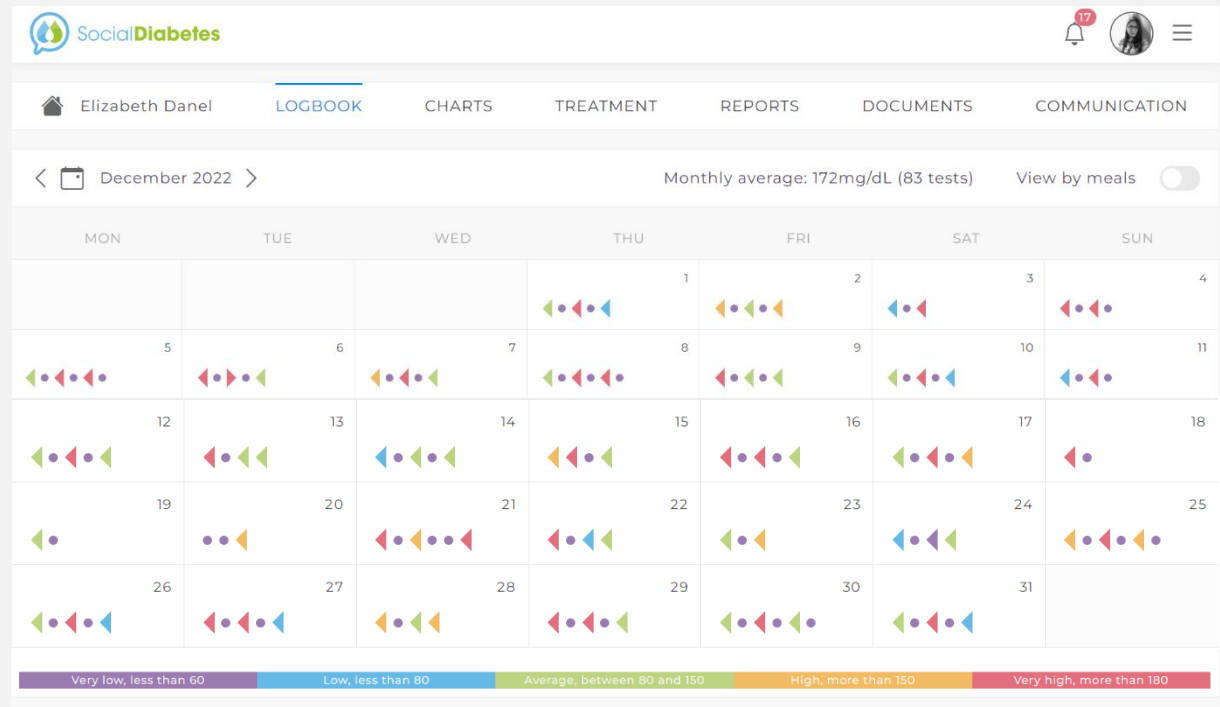 SocialDiabetes
17
Elizabeth Danel LOGBOOK CHARTS TREATMENT REPORTS DOCUMENTS COMMUNICATION
December 2022 Monthly average: 172mg/dL (83 tests) View by meals
MON TUE WED THU FRI SAT SUN
1 2 3 4
5 6 7 8 9 10 11
12 13 14 15 16 17 18
19 20 21 22 23 24 25
26 27 28 29 30 31
Very low, less than 60 Low, less than 80 Average, between 80 and 150 High, more than 150 Very high, more than 180